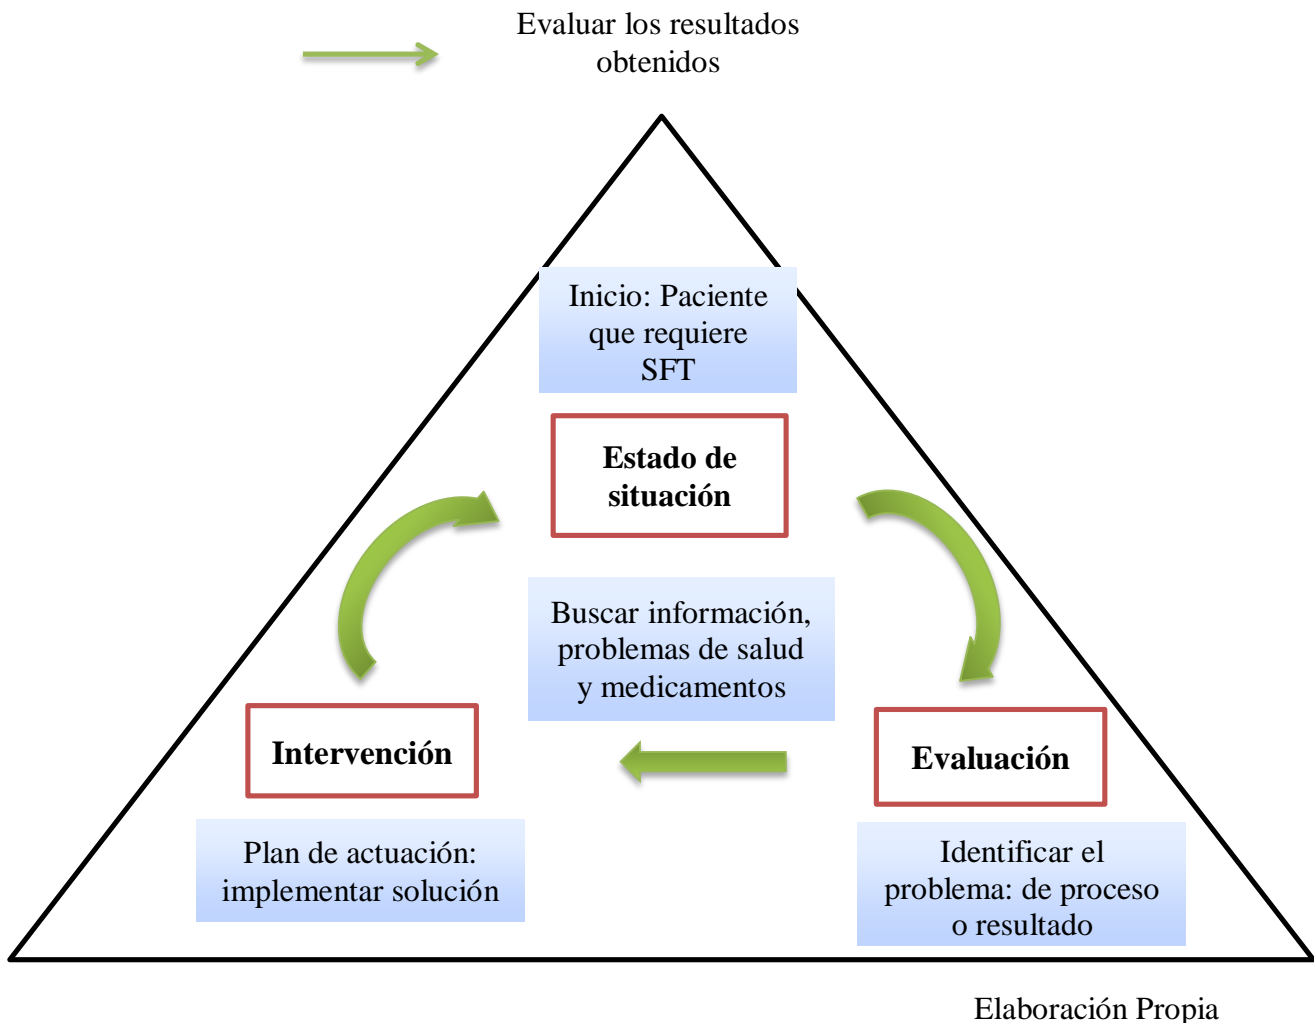 Evaluar los resultados
obtenidos
Inicio: Paciente
que requiere
SFT
Estado de
situación
Buscar información,
problemas de salud
y medicamentos
Intervención
Evaluación
Plan de actuación:
implementar solución
Identificar el
problema: de proceso
o resultado
Elaboración Propia